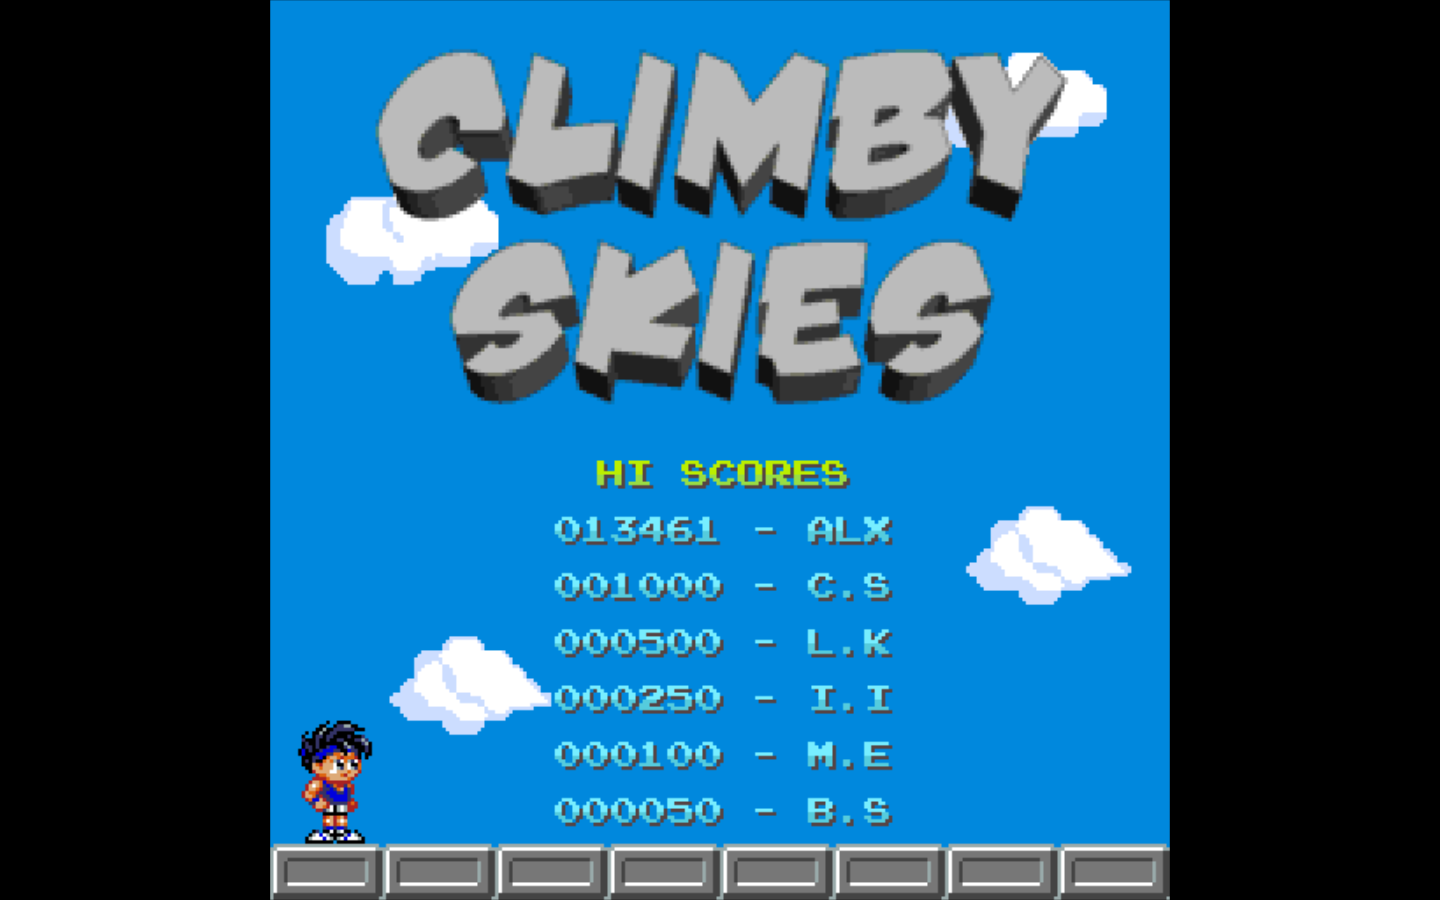 CLIMBY
SKIES
HI SCORES
013461 - ALX
001000 - C.S
000500 - L.K
000250 - I.I
000100 - M.E
000050 - B.S